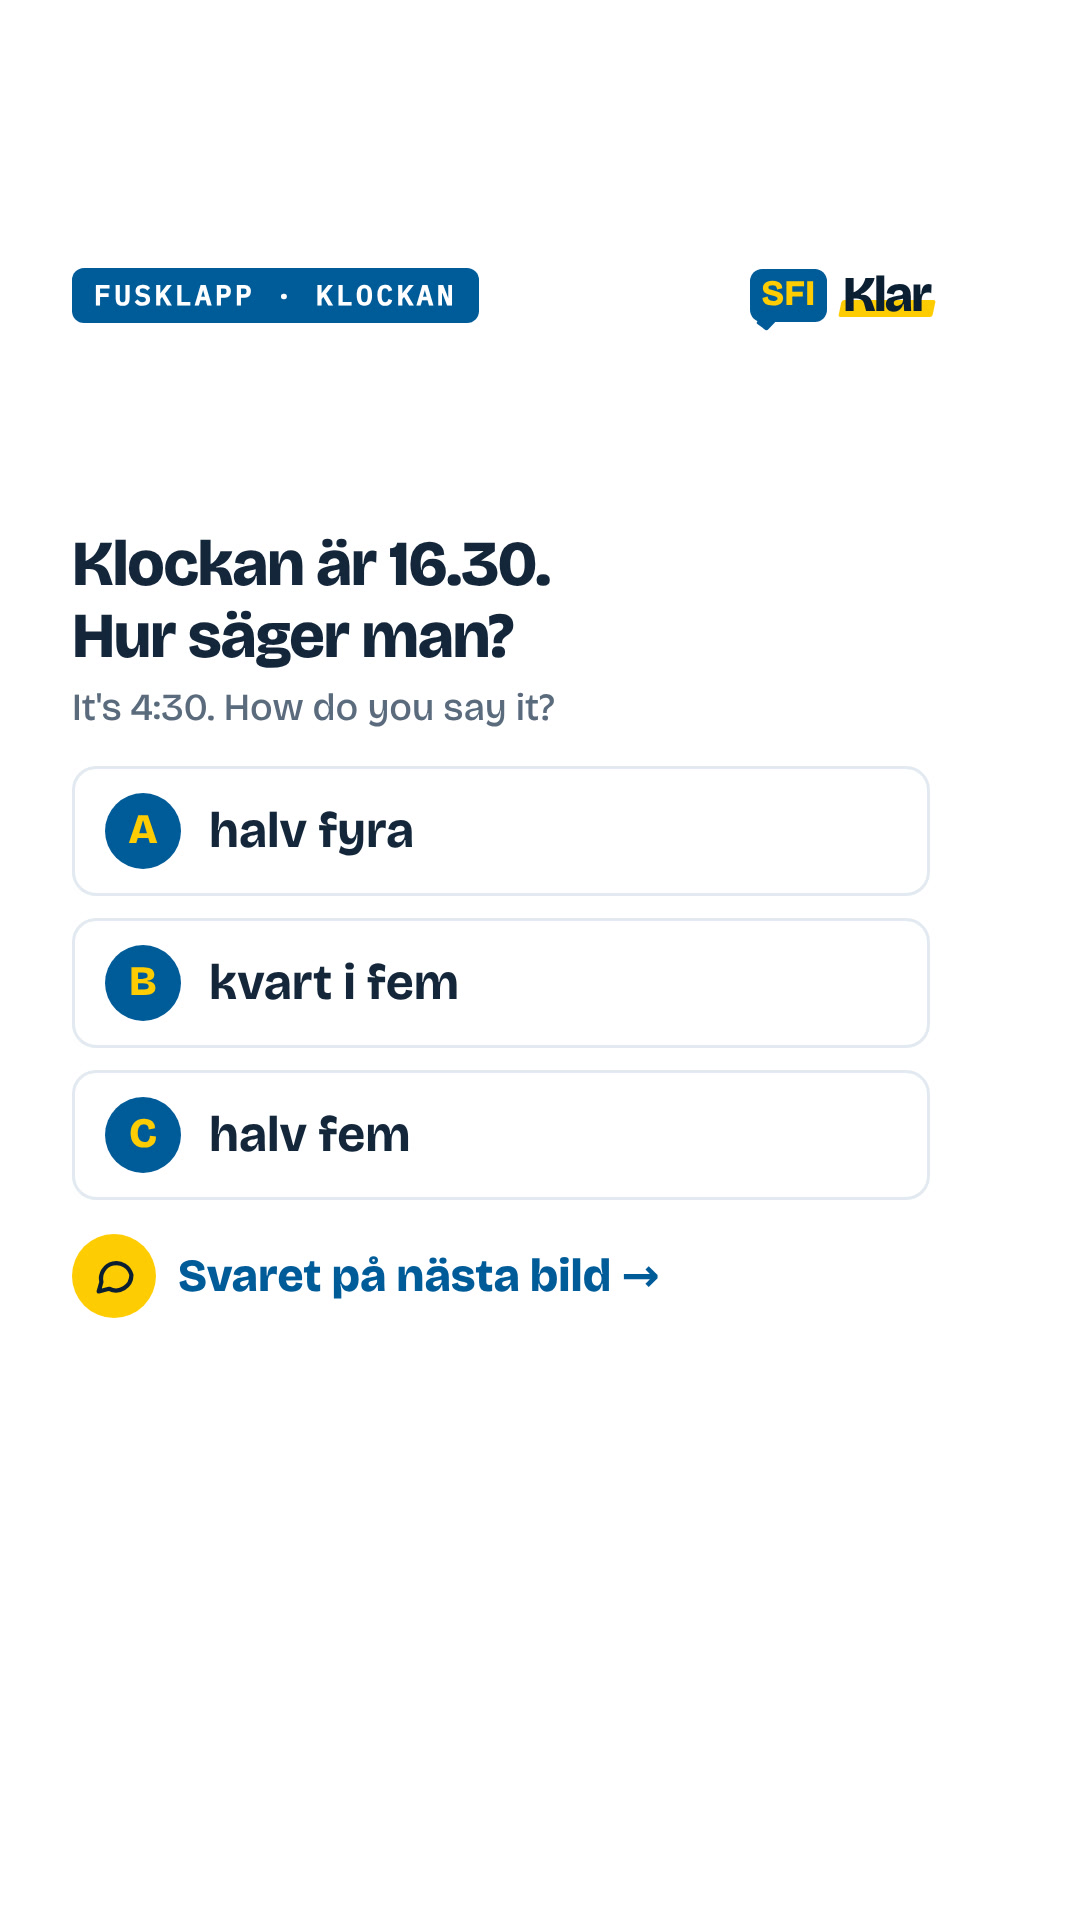 FUSKLAPP · KLOCKAN
SFI Klar
Klockan är 16.30.
Hur säger man?
It's 4:30. How do you say it?
A halv fyra
B kvart i fem
C halv fem
Svaret på nästa bild →